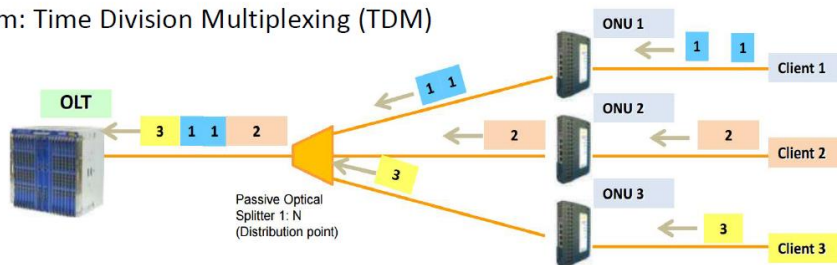 m: Time Division Multiplexing (TDM)
ONU 1
1 1
Client 1
1 1
OLT
ONU 2
3 1 1 2
2
2
Client 2
3
Passive Optical
Splitter 1: N
(Distribution point)
ONU 3
3
Client 3